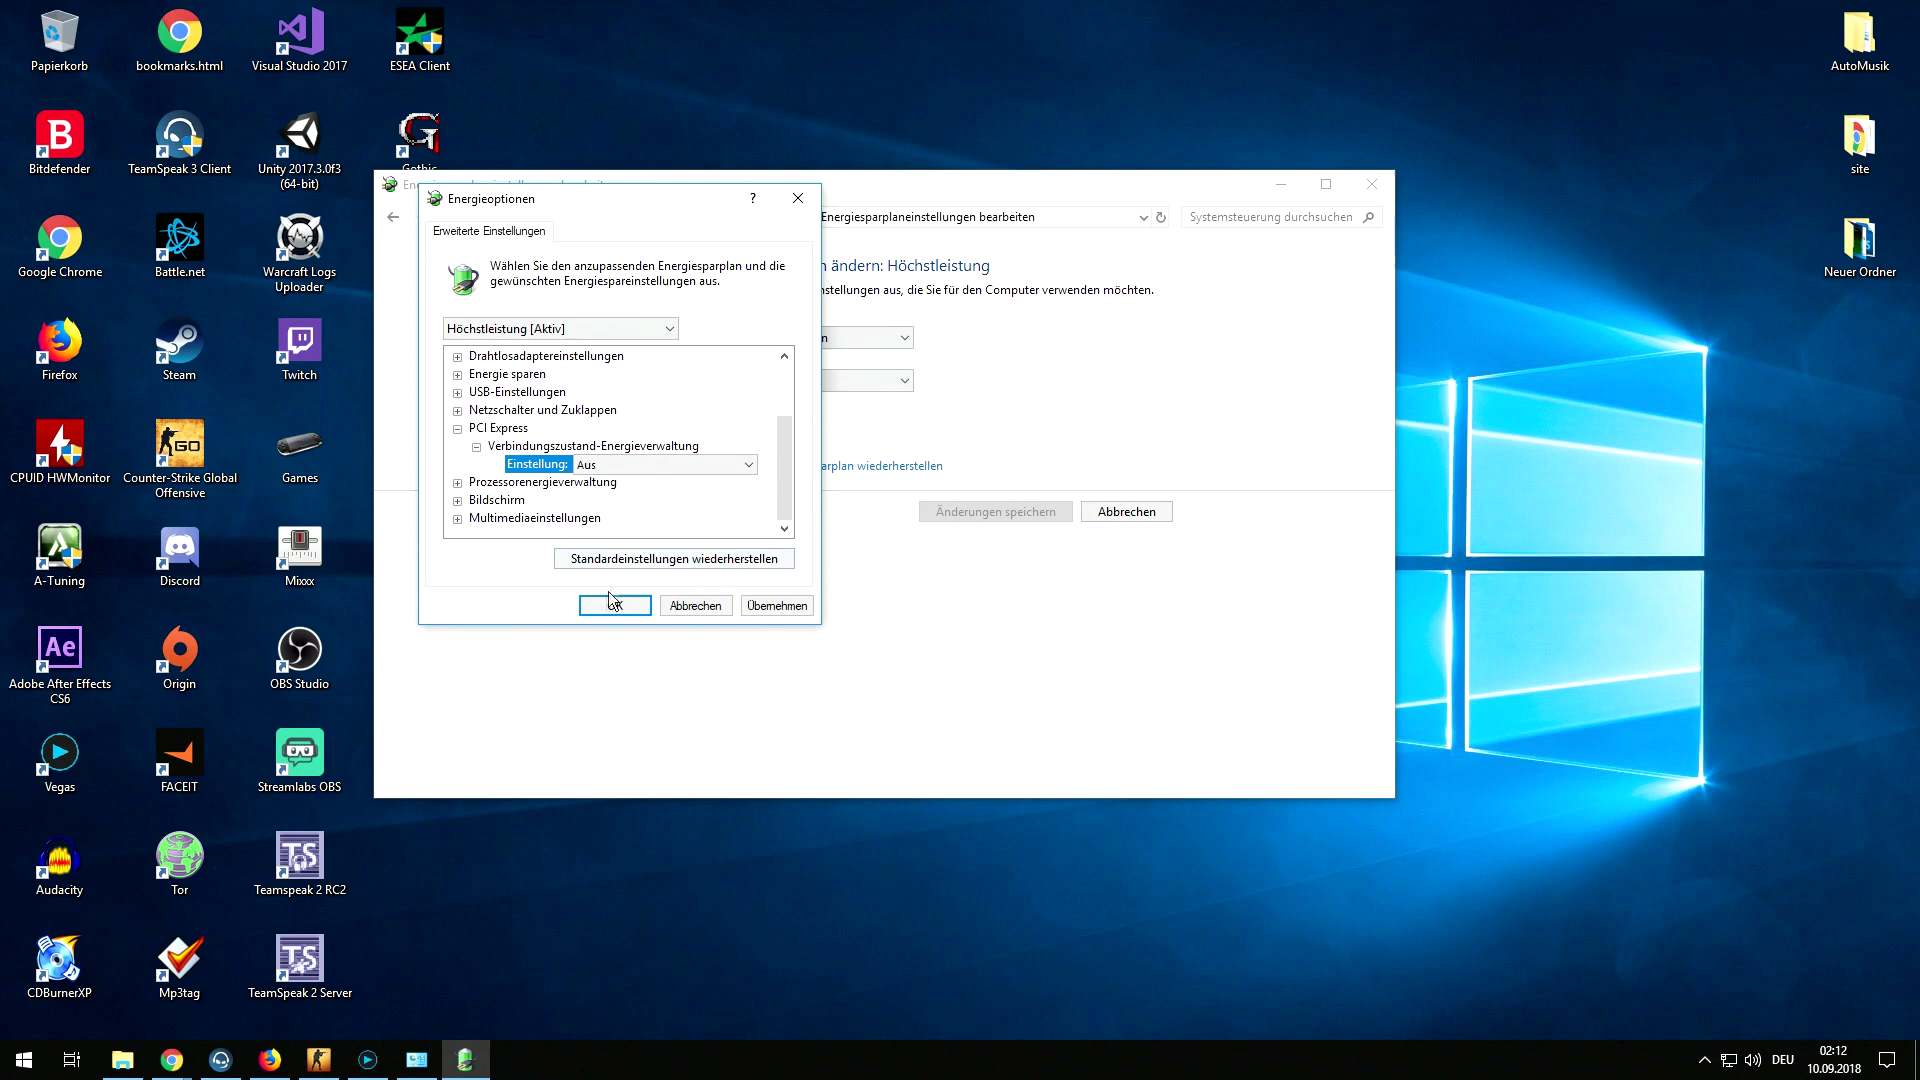 Papierkorb
bookmarks.html
Visual Studio 2017
ESEA Client
AutoMusik
Bitdefender
TeamSpeak 3 Client
Unity 2017.3.0f3
(64-bit)
site
Google Chrome
Battle.net
Warcraft Logs
Uploader
Neuer Ordner
Firefox
Steam
Twitch
CPUID HWMonitor
Counter-Strike Global
Offensive
Games
A-Tuning
Discord
Mixxx
Adobe After Effects
CS6
Origin
OBS Studio
Vegas
FACEIT
Streamlabs OBS
Audacity
Tor
Teamspeak 2 RC2
CDBurnerXP
Mp3tag
TeamSpeak 2 Server
Energieoptionen
?
Erweiterte Einstellungen
Wählen Sie den anzupassenden Energiesparplan und die
gewünschten Energiespareinstellungen aus.
Höchstleistung [Aktiv]
Drahtlosadaptereinstellungen
Energie sparen
USB-Einstellungen
Netzschalter und Zuklappen
PCI Express
Verbindungszustand-Energieverwaltung
Einstellung: Aus
Prozessorenergieverwaltung
Bildschirm
Multimediaeinstellungen
Standardeinstellungen wiederherstellen
Abbrechen
Übernehmen
Energiesparplaneinstellungen bearbeiten
Systemsteuerung durchsuchen
ändern: Höchstleistung
aus, die Sie für den Computer verwenden möchten.
wiederherstellen
Änderungen speichern
Abbrechen
DEU
02:12
10.09.2018